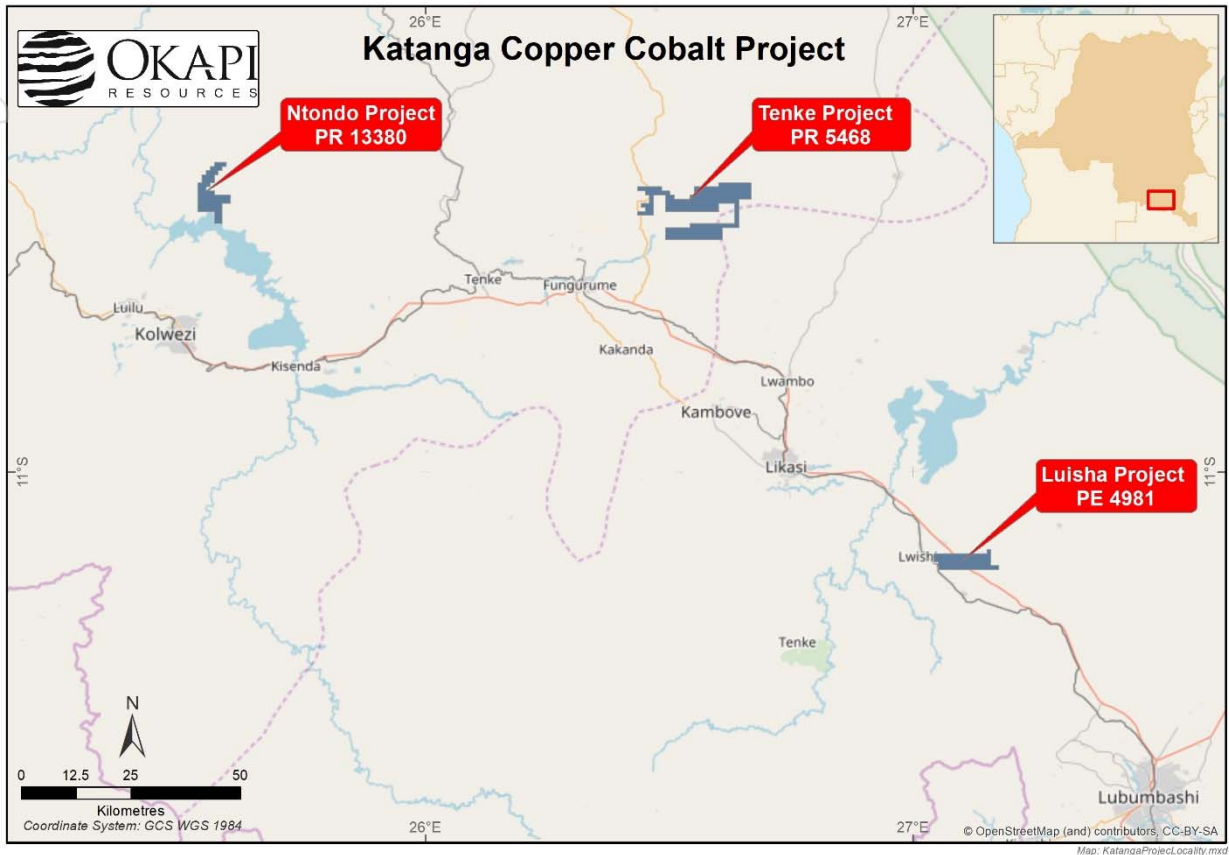 26°E
27°E
OKAPI
RESOURCES
Katanga Copper Cobalt Project
Ntondo Project
PR 13380
Tenke Project
PR 5468
Tenke
Fungurume
Luilu
Kolwezi
Kisenda
Kakanda
Lwambo
Kambove
11°S
Likasi
11°S
Luisha Project
PE 4981
Lwishi
Tenke
N
0 12.5 25 50
Kilometres
Coordinate System: GCS WGS 1984
Lubumbashi
26°E
27°E
© OpenStreetMap (and) contributors, CC-BY-SA
Map: KatangaProjecLocality.mxd